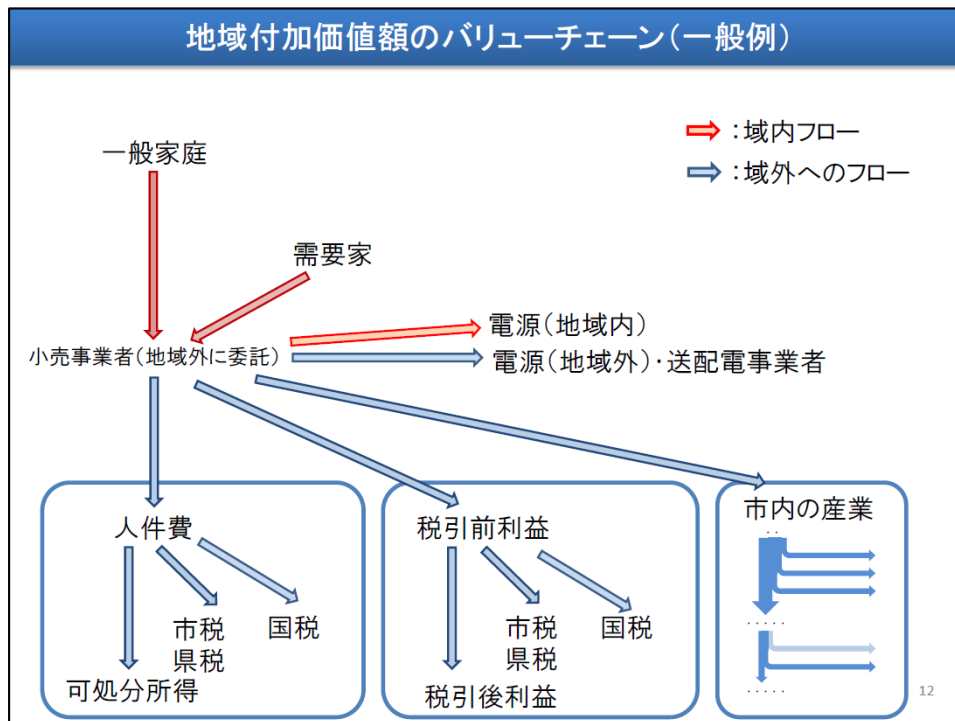 地域付加価値額のバリューチェーン(一般例)
:域内フロー
:域外へのフロー
一般家庭
需要家
電源(地域内)
小売事業者(地域外に委託)
電源(地域外)・送配電事業者
人件費
市税
県税
国税
可処分所得
税引前利益
市税
県税
国税
税引後利益
市内の産業
. .
. . . . .
. . . . .
12